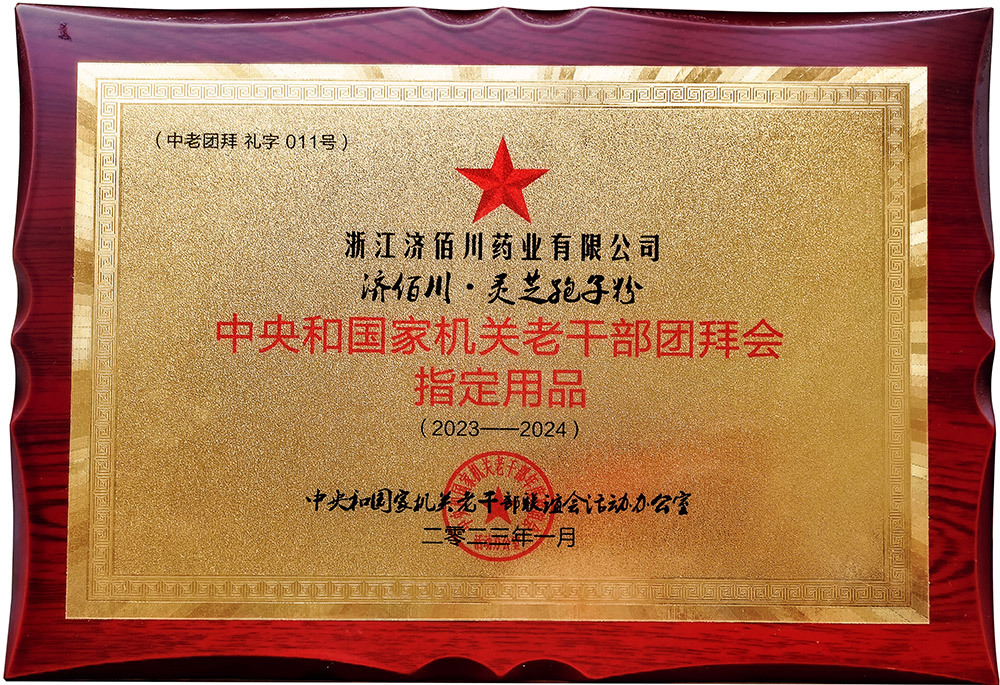 （中老团拜 礼字 011号）
浙江济佰川药业有限公司
济佰川·灵芝孢子粉
中央和国家机关老干部团拜会
指定用品
（2023——2024）
中央和国家机关老干部联谊会活动办公室
二零二三年一月